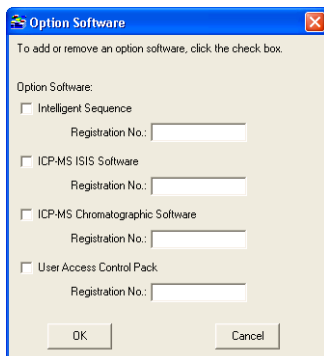 Option Software
To add or remove an option software, click the check box.
Option Software:
Intelligent Sequence
Registration No.:
ICP-MS ISIS Software
Registration No.:
ICP-MS Chromatographic Software
Registration No.:
User Access Control Pack
Registration No.:
OK Cancel